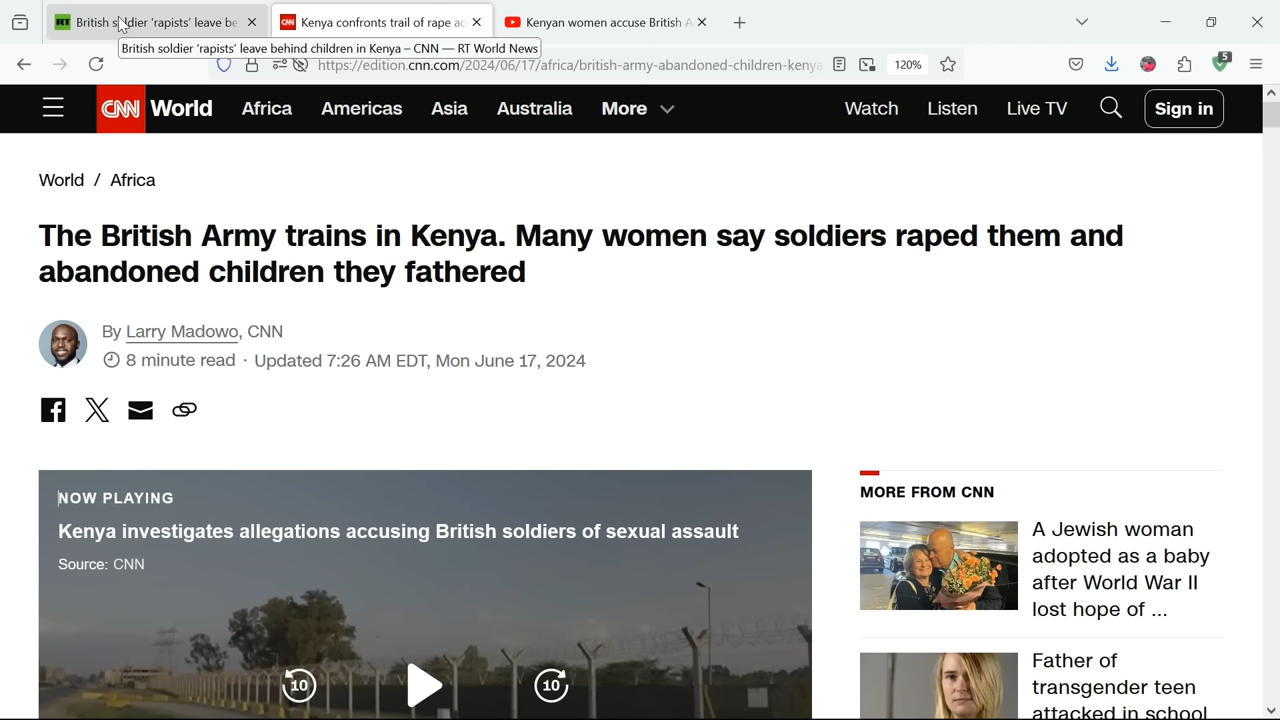 RT British soldier 'rapists' leave be
CNN Kenya confronts trail of rape ac
Kenyan women accuse British A
British soldier 'rapists' leave behind children in Kenya – CNN — RT World News
https://edition.cnn.com/2024/06/17/africa/british-army-abandoned-children-kenya
120%
5
CNN World Africa Americas Asia Australia More Watch Listen Live TV Sign in
World / Africa
The British Army trains in Kenya. Many women say soldiers raped them and
abandoned children they fathered
By Larry Madowo, CNN
8 minute read · Updated 7:26 AM EDT, Mon June 17, 2024
NOW PLAYING
Kenya investigates allegations accusing British soldiers of sexual assault
Source: CNN
10 10
MORE FROM CNN
A Jewish woman
adopted as a baby
after World War II
lost hope of ...
Father of
transgender teen
attacked in school